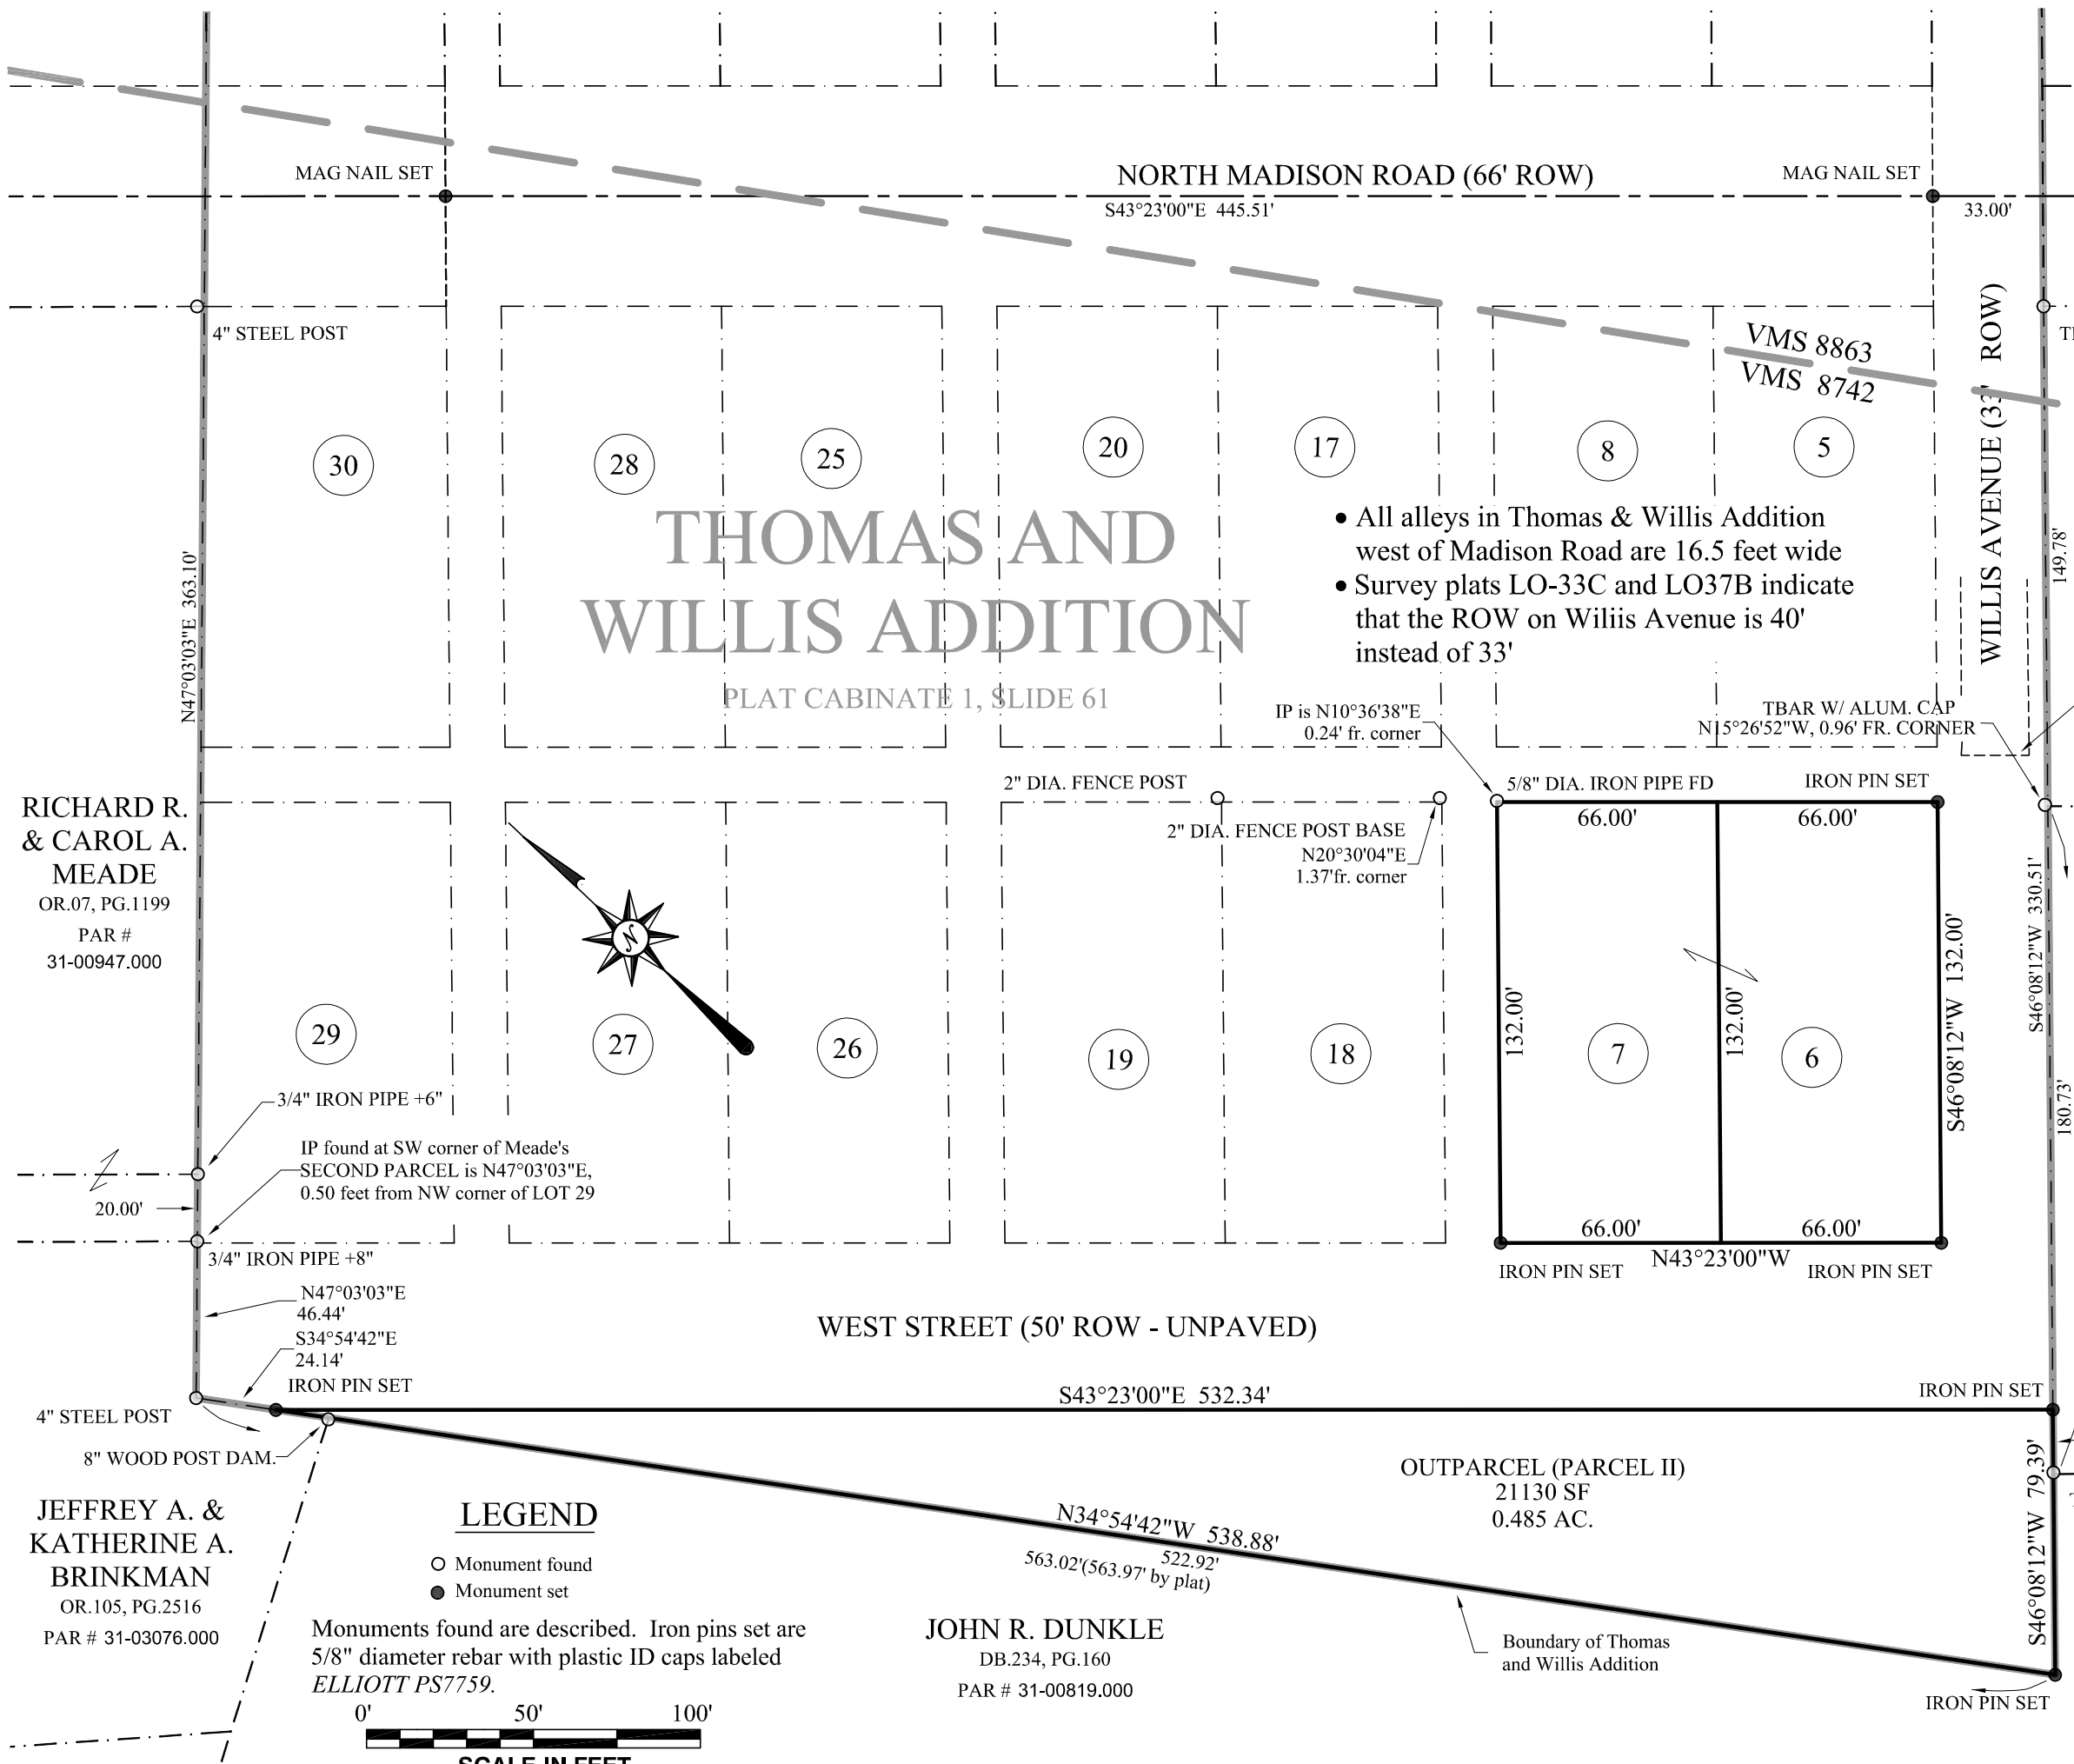 MAG NAIL SET
NORTH MADISON ROAD (66' ROW)
MAG NAIL SET
S43°23'00"E 445.51'
33.00'
4" STEEL POST
WILLIS AVENUE (33' ROW)
VMS 8863
VMS 8742
30
28
25
20
17
8
5
THOMAS AND
WILLIS ADDITION
PLAT CABINATE 1, SLIDE 61
• All alleys in Thomas & Willis Addition
west of Madison Road are 16.5 feet wide
• Survey plats LO-33C and LO37B indicate
that the ROW on Wiliis Avenue is 40'
instead of 33'
N47°03'03"E 363.10'
149.78'
IP is N10°36'38"E
0.24' fr. corner
TBAR W/ ALUM. CAP
N15°26'52"W, 0.96' FR. CORNER
2" DIA. FENCE POST
5/8" DIA. IRON PIPE FD
IRON PIN SET
66.00'
66.00'
2" DIA. FENCE POST BASE
N20°30'04"E
1.37'fr. corner
RICHARD R.
& CAROL A.
MEADE
OR.07, PG.1199
PAR #
31-00947.000
N
132.00'
132.00'
S46°08'12"W 132.00'
S46°08'12"W 330.51'
180.73'
29
27
26
19
18
7
6
3/4" IRON PIPE +6"
IP found at SW corner of Meade's
SECOND PARCEL is N47°03'03"E,
0.50 feet from NW corner of LOT 29
20.00'
3/4" IRON PIPE +8"
66.00'
66.00'
N43°23'00"W
IRON PIN SET
IRON PIN SET
N47°03'03"E
46.44'
S34°54'42"E
24.14'
IRON PIN SET
WEST STREET (50' ROW - UNPAVED)
S43°23'00"E 532.34'
IRON PIN SET
4" STEEL POST
8" WOOD POST DAM.
OUTPARCEL (PARCEL II)
21130 SF
0.485 AC.
S46°08'12"W 79.39'
N34°54'42"W 538.88'
522.92'
563.02'(563.97' by plat)
JEFFREY A. &
KATHERINE A.
BRINKMAN
OR.105, PG.2516
PAR # 31-03076.000
LEGEND
Monument found
Monument set
Monuments found are described. Iron pins set are
5/8" diameter rebar with plastic ID caps labeled
ELLIOTT PS7759.
JOHN R. DUNKLE
DB.234, PG.160
PAR # 31-00819.000
Boundary of Thomas
and Willis Addition
IRON PIN SET
0' 50' 100'
SCALE IN FEET